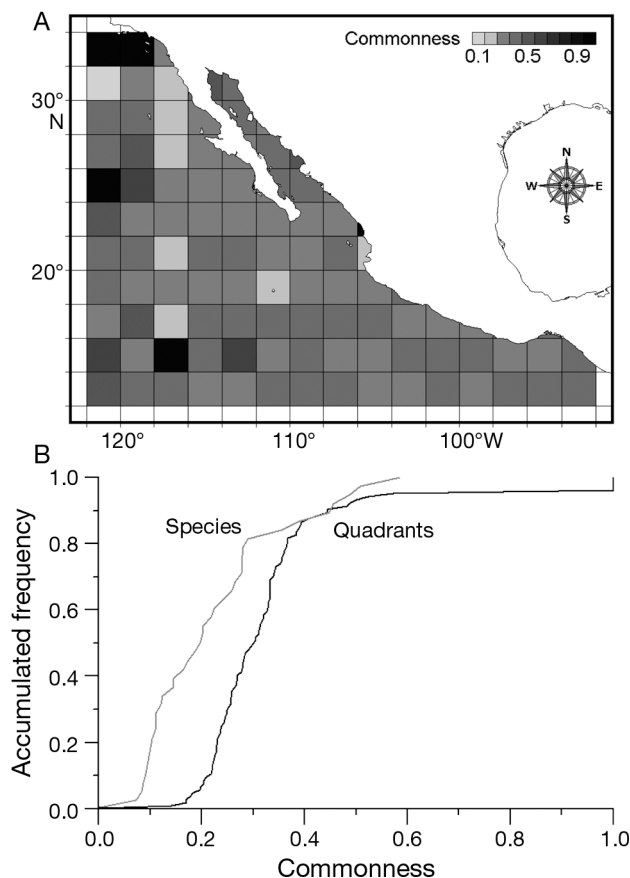 A
Commonness
0.1 0.5 0.9
30°
N
N
W E
S
20°
120° 110° 100°W
B
1.0
Species
Quadrants
0.8
0.6
0.4
0.2
0.0
Accumulated frequency
0.0 0.2 0.4 0.6 0.8 1.0
Commonness